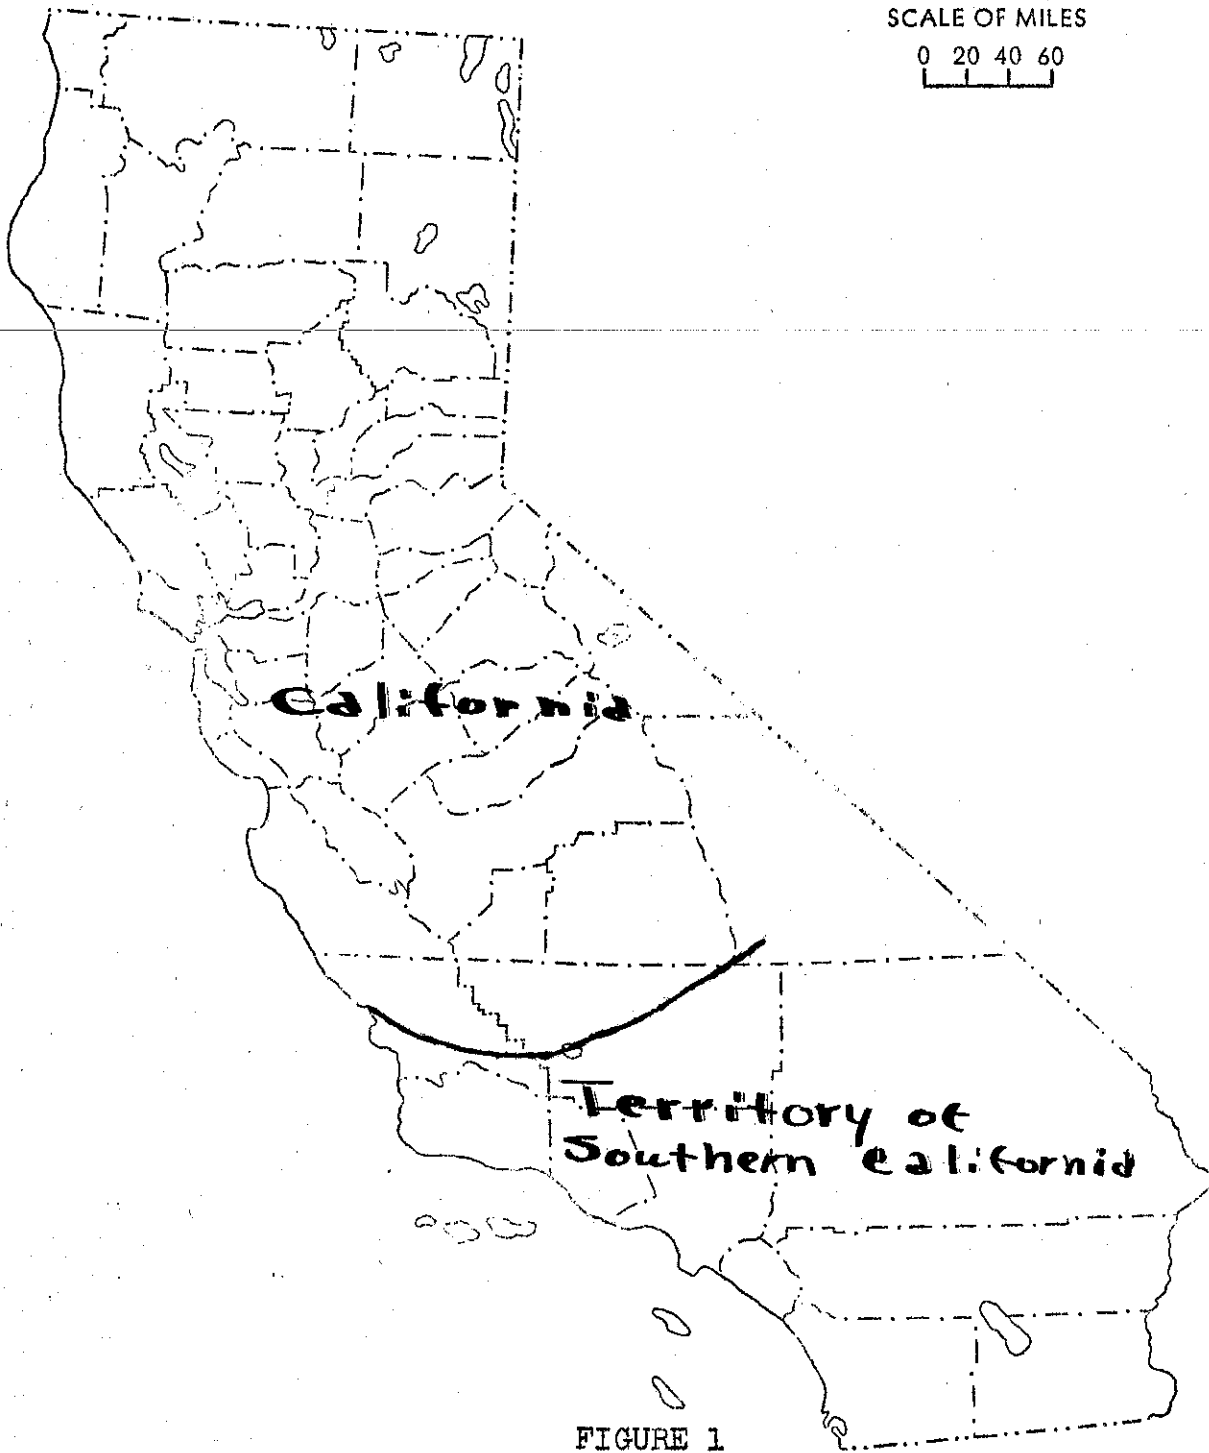 SCALE OF MILES
0 20 40 60
California
Territory of
Southern California
FIGURE 1